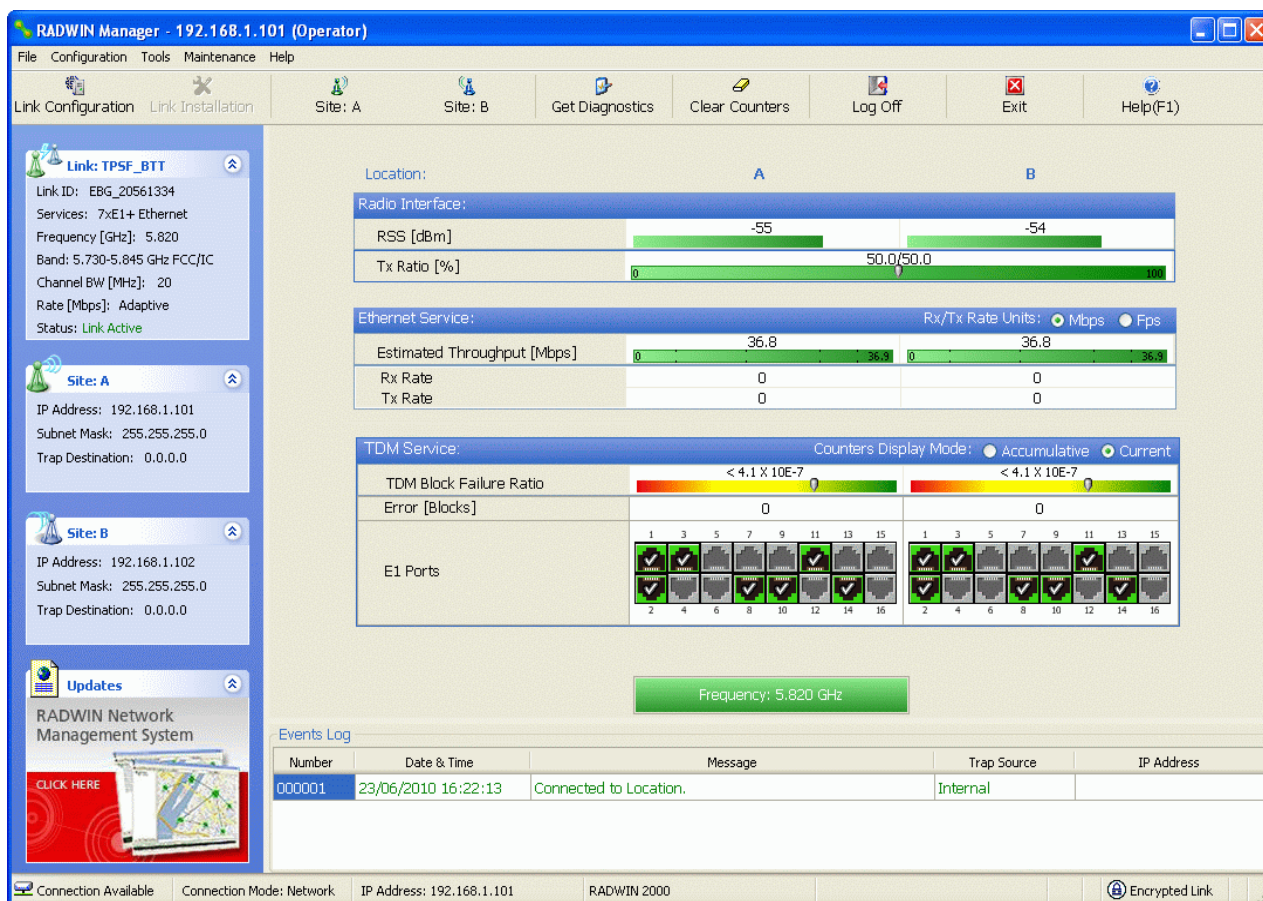 RADWIN Manager - 192.168.1.101 (Operator)
File Configuration Tools Maintenance Help
Link Configuration Link Installation Site: A Site: B Get Diagnostics Clear Counters Log Off Exit Help(F1)
Link: TPSF_BTT
Link ID: EBG_20561334
Services: 7xE1+ Ethernet
Frequency [GHz]: 5.820
Band: 5.730-5.845 GHz FCC/IC
Channel BW [MHz]: 20
Rate [Mbps]: Adaptive
Status: Link Active
Site: A
IP Address: 192.168.1.101
Subnet Mask: 255.255.255.0
Trap Destination: 0.0.0.0
Site: B
IP Address: 192.168.1.102
Subnet Mask: 255.255.255.0
Trap Destination: 0.0.0.0
Updates
RADWIN Network
Management System
CLICK HERE
Location: A B
Radio Interface:
RSS [dBm] -55 -54
Tx Ratio [%] 50.0/50.0
0 100
Ethernet Service: Rx/Tx Rate Units: Mbps Fps
Estimated Throughput [Mbps] 36.8 36.8
0 36.9 0 36.9
Rx Rate 0 0
Tx Rate 0 0
TDM Service: Counters Display Mode: Accumulative Current
TDM Block Failure Ratio < 4.1 X 10E-7 < 4.1 X 10E-7
Error [Blocks] 0 0
1 3 5 7 9 11 13 15 1 3 5 7 9 11 13 15
E1 Ports
2 4 6 8 10 12 14 16 2 4 6 8 10 12 14 16
Frequency: 5.820 GHz
Events Log
Number Date & Time Message Trap Source IP Address
000001 23/06/2010 16:22:13 Connected to Location. Internal
Connection Available Connection Mode: Network IP Address: 192.168.1.101 RADWIN 2000 Encrypted Link